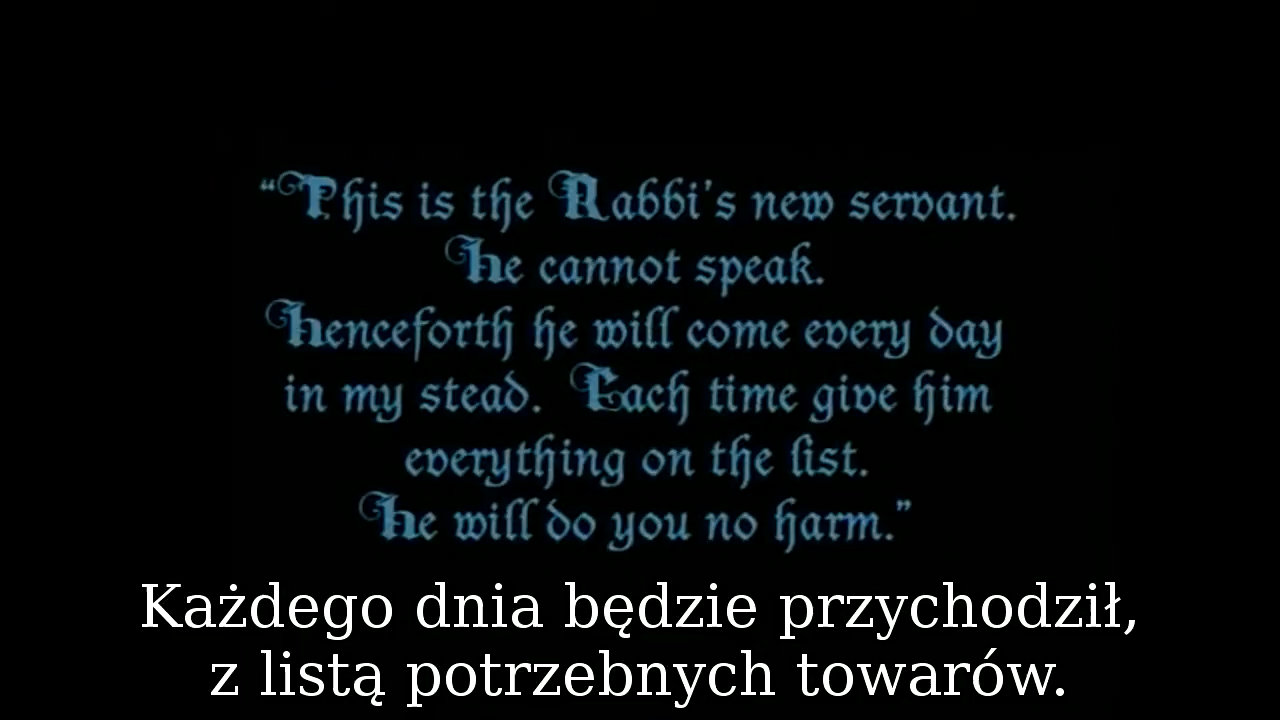 “This is the Rabbi's new servant.
He cannot speak.
Henceforth he will come every day
in my stead. Each time give him
everything on the list.
He will do you no harm.”
Każdego dnia będzie przychodził,
z listą potrzebnych towarów.